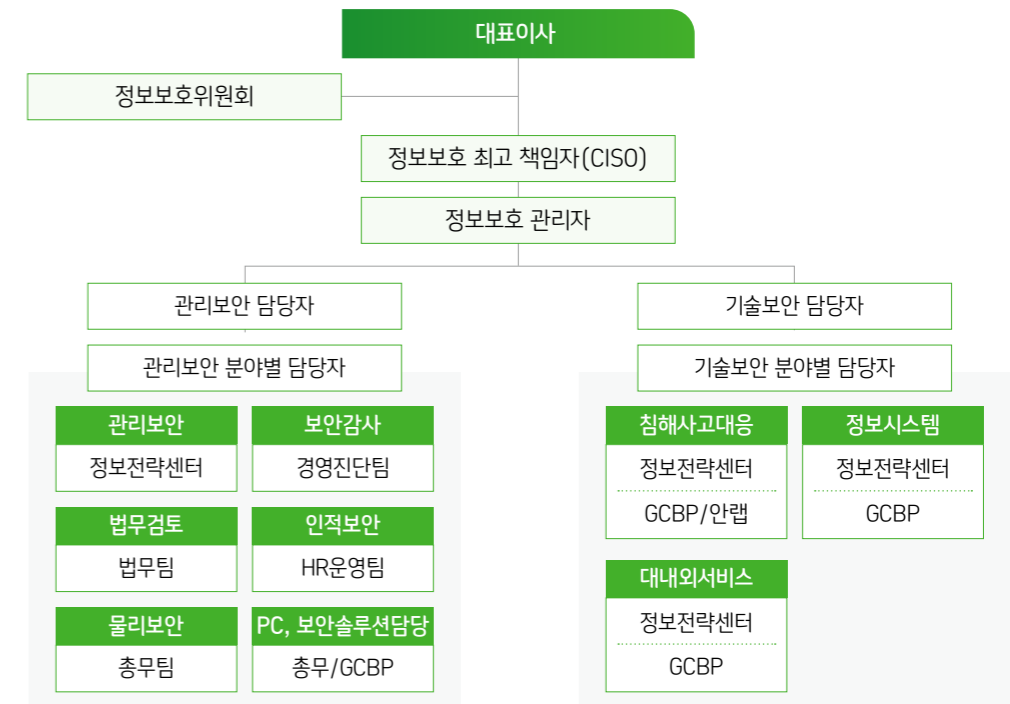 대표이사
정보보호위원회
정보보호 최고 책임자(CISO)
정보보호 관리자
관리보안 담당자
관리보안 분야별 담당자
관리보안
정보전략센터
보안감사
경영진단팀
법무검토
법무팀
인적보안
HR운영팀
물리보안
총무팀
PC, 보안솔루션담당
총무/GCBP
기술보안 담당자
기술보안 분야별 담당자
침해사고대응
정보전략센터
GCBP/안랩
정보시스템
정보전략센터
GCBP
대내외서비스
정보전략센터
GCBP